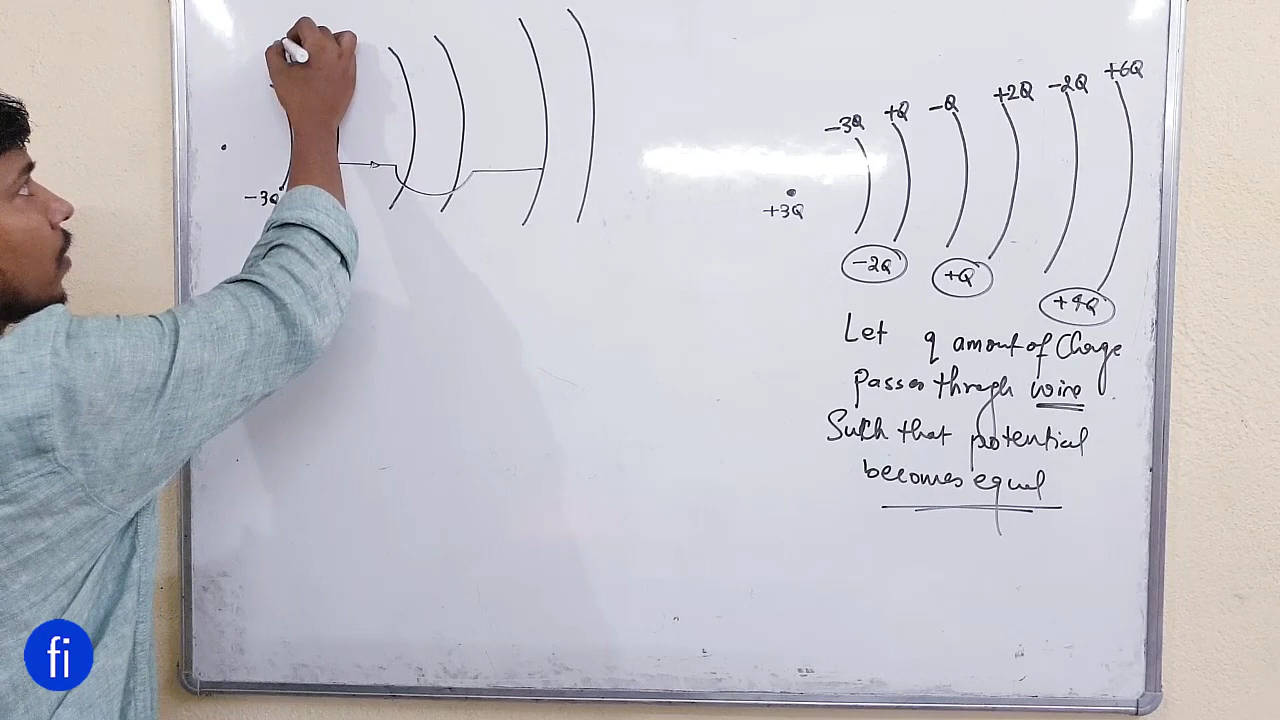 -3Q
-3Q +Q -Q +2Q -2Q +6Q
+3Q
-2Q +Q +4Q
Let q amount of Charge
Passes through wire
Such that potential
becomes equal
fi